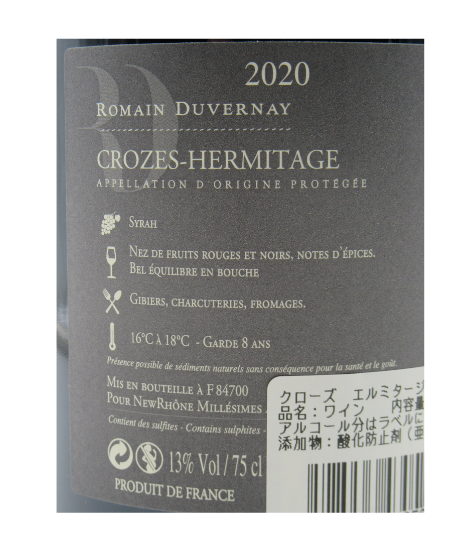 2020
ROMAIN DUVERNAY
CROZES-HERMITAGE
APPELLATION D'ORIGINE PROTÉGÉE
SYRAH
NEZ DE FRUITS ROUGES ET NOIRS, NOTES D'ÉPICES.
BEL ÉQUILIBRE EN BOUCHE
GIBIERS, CHARCUTERIES, FROMAGES.
16°C À 18°C - GARDE 8 ANS
Présence possible de sédiments naturels sans conséquence pour la santé et le goût.
MIS EN BOUTEILLE À F 84700
POUR NEWRHÔNE MILLÉSIMES
Contient des sulfites - Contains sulphites -
13% Vol / 75 cl
PRODUIT DE FRANCE
クローズ エルミタージ
品名:ワイン 内容量
アルコール分はラベルに
添加物:酸化防止剤(亜